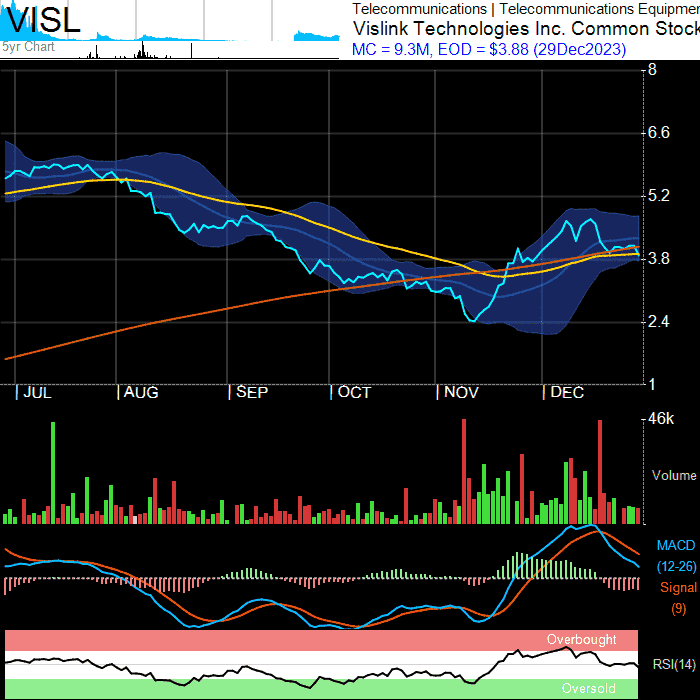 VISL
5yr Chart
Telecommunications | Telecommunications Equipmen
Vislink Technologies Inc. Common Stock
MC = 9.3M, EOD = $3.88 (29Dec2023)
8
6.6
5.2
3.8
2.4
1
| JUL | AUG | SEP | OCT | NOV | DEC
46k
Volume
MACD
(12-26)
Signal
(9)
Overbought
RSI(14)
Oversold